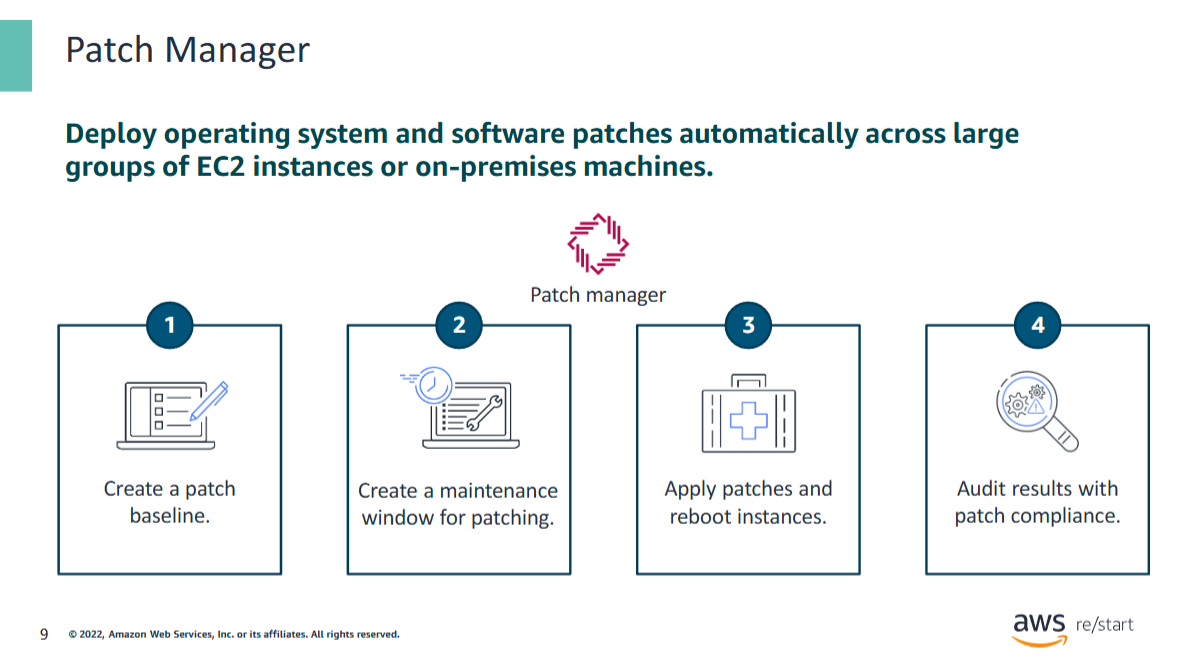 Patch Manager
Deploy operating system and software patches automatically across large
groups of EC2 instances or on-premises machines.
Patch manager
1
Create a patch
baseline.
2
Create a maintenance
window for patching.
3
Apply patches and
reboot instances.
4
Audit results with
patch compliance.
9
© 2022, Amazon Web Services, Inc. or its affiliates. All rights reserved.
aws re/start